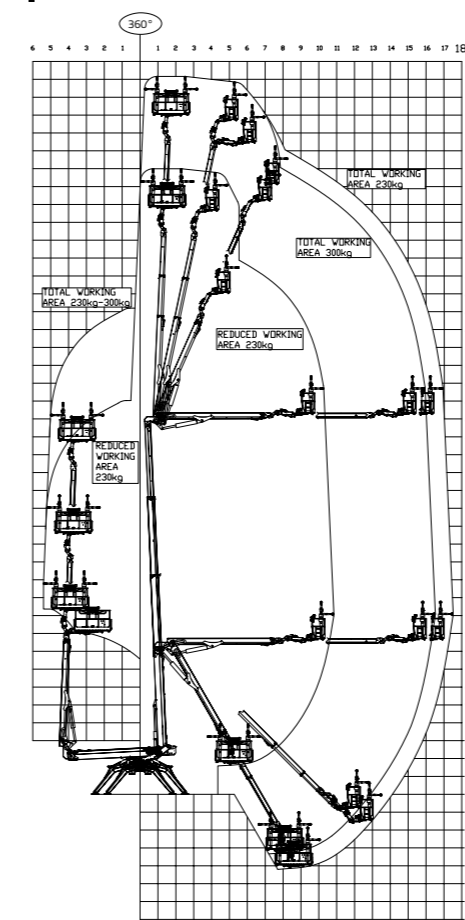 360°
6 5 4 3 2 1 1 2 3 4 5 6 7 8 9 10 11 12 13 14 15 16 17 18
TOTAL WORKING
AREA 230kg
TOTAL WORKING
AREA 300kg
TOTAL WORKING
AREA 230kg-300kg
REDUCED WORKING
AREA 230kg
REDUCED
WORKING
AREA
230kg